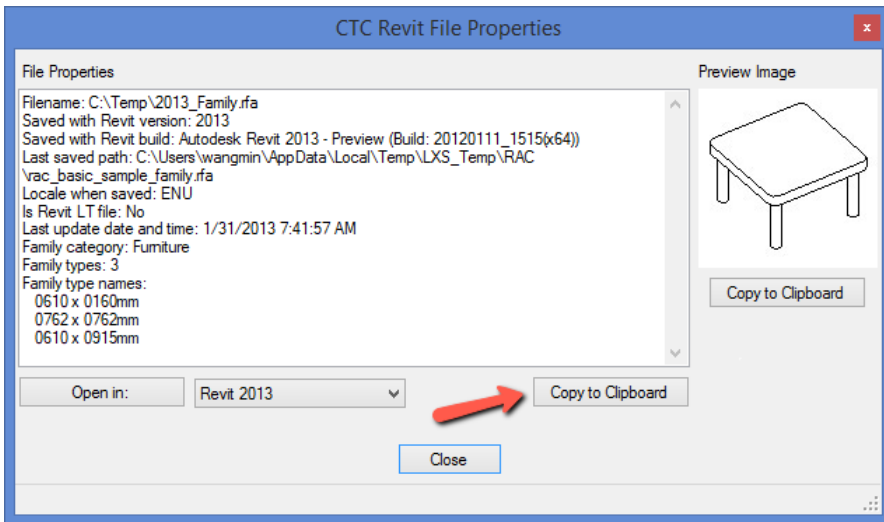 CTC Revit File Properties
x
File Properties
Preview Image
Filename: C:\Temp\2013_Family.rfa
Saved with Revit version: 2013
Saved with Revit build: Autodesk Revit 2013 - Preview (Build: 20120111_1515(x64))
Last saved path: C:\Users\wangmin\AppData\Local\Temp\LXS_Temp\RAC
\rac_basic_sample_family.rfa
Locale when saved: ENU
Is Revit LT file: No
Last update date and time: 1/31/2013 7:41:57 AM
Family category: Furniture
Family types: 3
Family type names:
0610 x 0160mm
0762 x 0762mm
0610 x 0915mm
Copy to Clipboard
Open in:
Revit 2013
Copy to Clipboard
Close